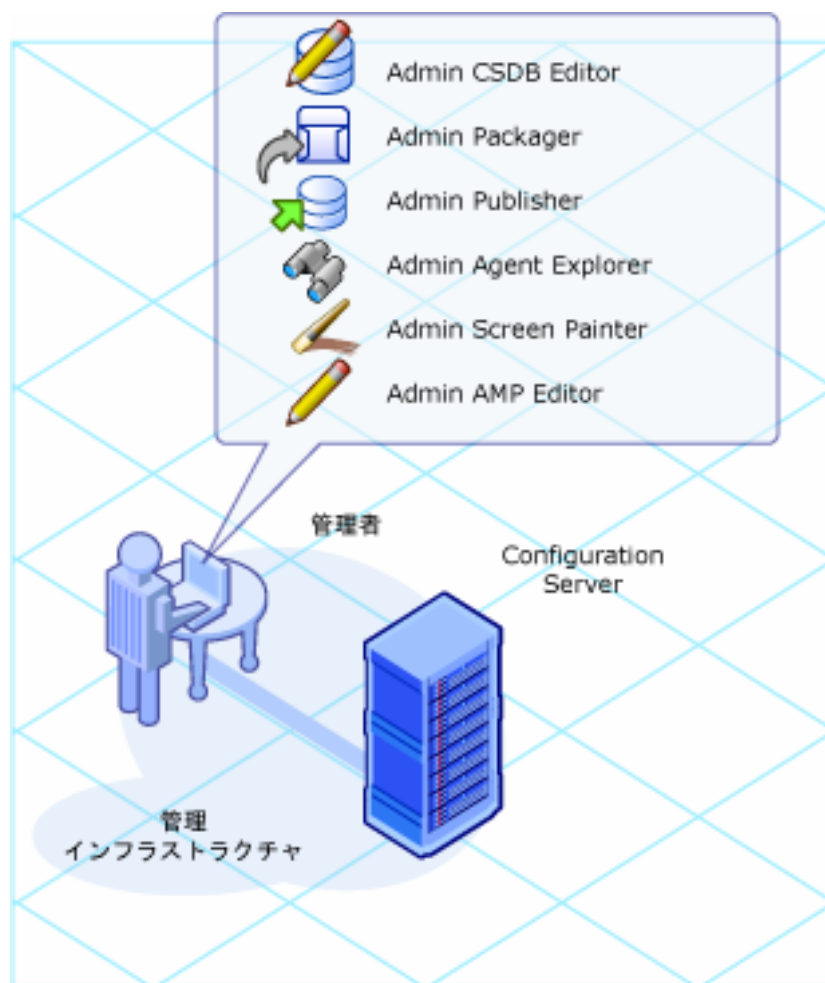 Admin CSDB Editor
Admin Packager
Admin Publisher
Admin Agent Explorer
Admin Screen Painter
Admin AMP Editor
管理者
Configuration
Server
管理
インフラストラクチャ